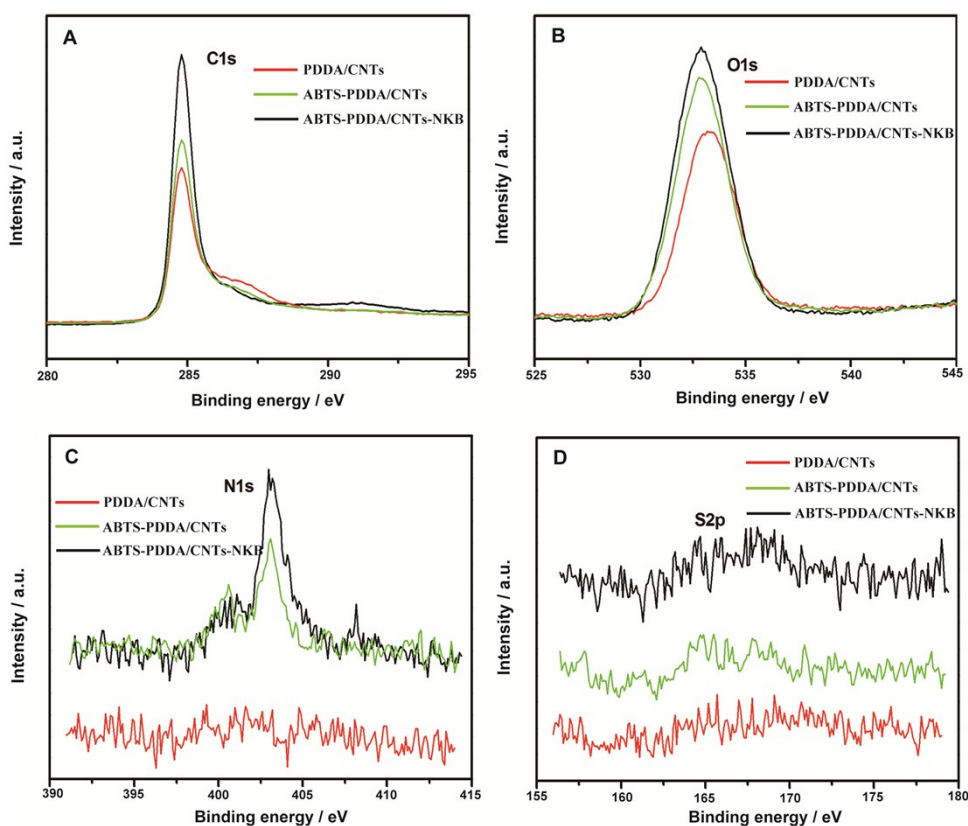 A
C1s
PDDA/CNTs
ABTS-PDDA/CNTs
ABTS-PDDA/CNTs-NKB
Intensity / a.u.
280 285 290 295
Binding energy / eV
B
O1s
PDDA/CNTs
ABTS-PDDA/CNTs
ABTS-PDDA/CNTs-NKB
Intensity / a.u.
525 530 535 540 545
Binding energy / eV
C
N1s
PDDA/CNTs
ABTS-PDDA/CNTs
ABTS-PDDA/CNTs-NKB
Intensity / a.u.
390 395 400 405 410 415
Binding energy / eV
D
PDDA/CNTs
ABTS-PDDA/CNTs
ABTS-PDDA/CNTs-NKB
S2p
Intensity / a.u.
155 160 165 170 175 180
Binding energy / eV